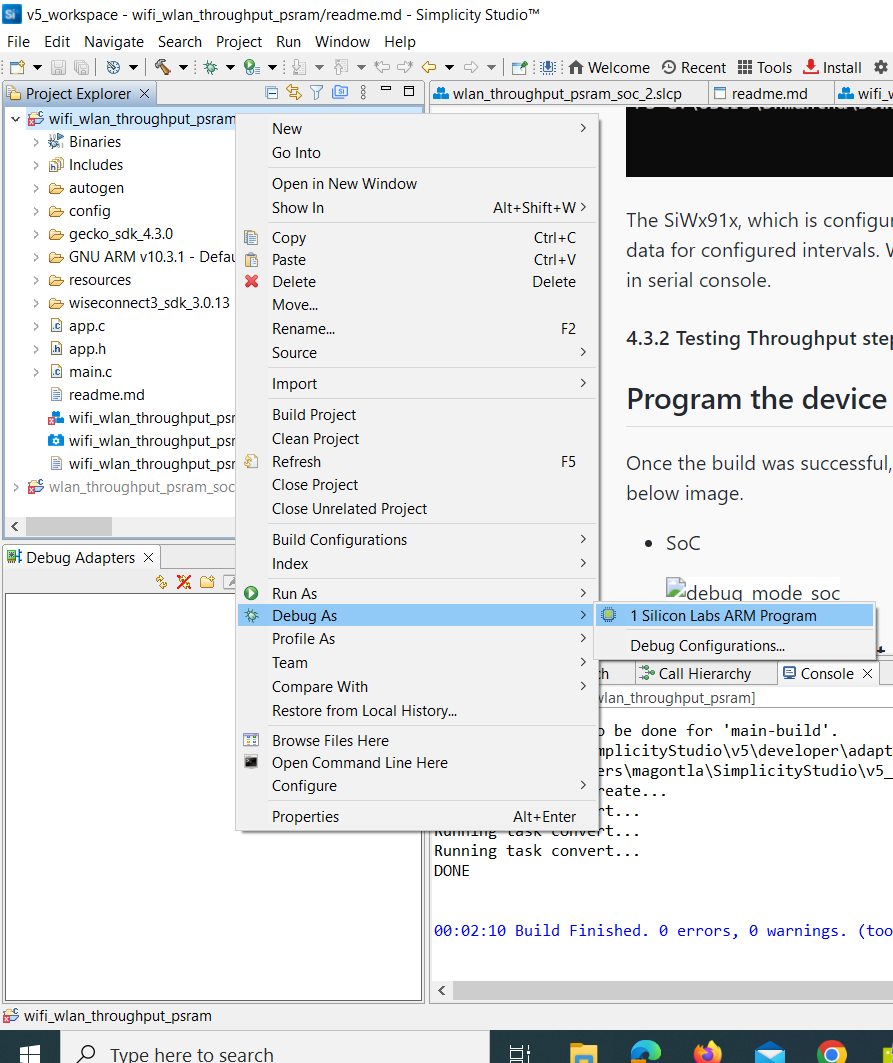 v5_workspace - wifi_wlan_throughput_psram/readme.md - Simplicity Studio™
File Edit Navigate Search Project Run Window Help
Welcome Recent Tools Install
Project Explorer
wifi_wlan_throughput_psram
Binaries
Includes
autogen
config
gecko_sdk_4.3.0
GNU ARM v10.3.1 - Defau
resources
wiseconnect3_sdk_3.0.13
app.c
app.h
main.c
readme.md
wifi_wlan_throughput_psr
wifi_wlan_throughput_psr
wifi_wlan_throughput_psr
wlan_throughput_psram_soc
Debug Adapters
New
Go Into
Open in New Window
Show In Alt+Shift+W
Copy Ctrl+C
Paste Ctrl+V
Delete Delete
Move...
Rename... F2
Source
Import
Build Project
Clean Project
Refresh F5
Close Project
Close Unrelated Project
Build Configurations
Index
Run As
Debug As
Profile As
Team
Compare With
Restore from Local History...
Browse Files Here
Open Command Line Here
Configure
Properties Alt+Enter
1 Silicon Labs ARM Program
Debug Configurations...
wlan_throughput_psram_soc_2.slcp readme.md wifi_w
The SiWx91x, which is configur
data for configured intervals. W
in serial console.
4.3.2 Testing Throughput step
Program the device
Once the build was successful,
below image.
SoC
debug_mode_soc
th Call Hierarchy Console
vlan_throughput_psram]
o be done for 'main-build'.
mplicityStudio\v5\developer\adapt
ers\magontla\SimplicityStudio\v5_
reate...
rt...
Running task convert...
Running task convert...
DONE
00:02:10 Build Finished. 0 errors, 0 warnings. (too
wifi_wlan_throughput_psram
Type here to search